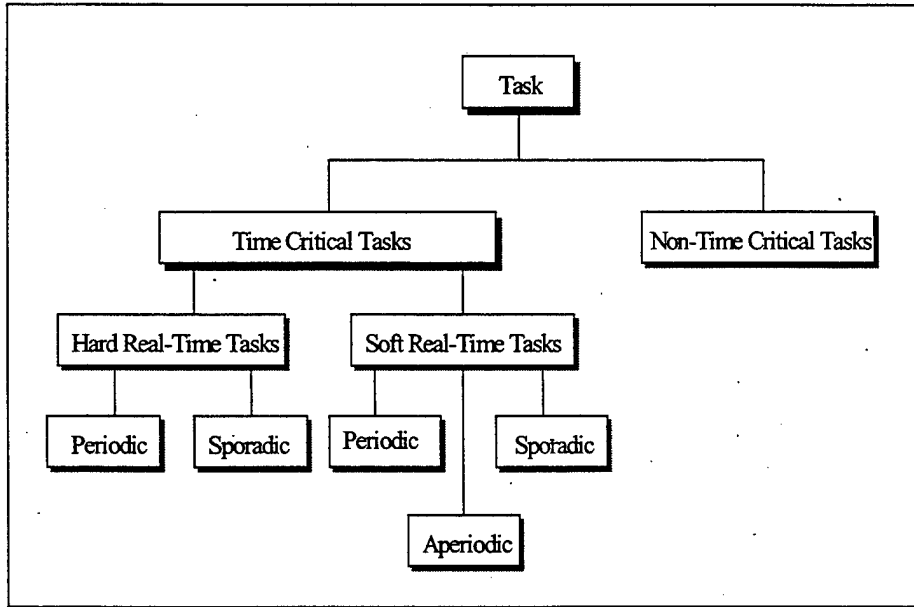 Task
Time Critical Tasks
Non-Time Critical Tasks
Hard Real-Time Tasks
Soft Real-Time Tasks
Periodic
Sporadic
Periodic
Sporadic
Aperiodic